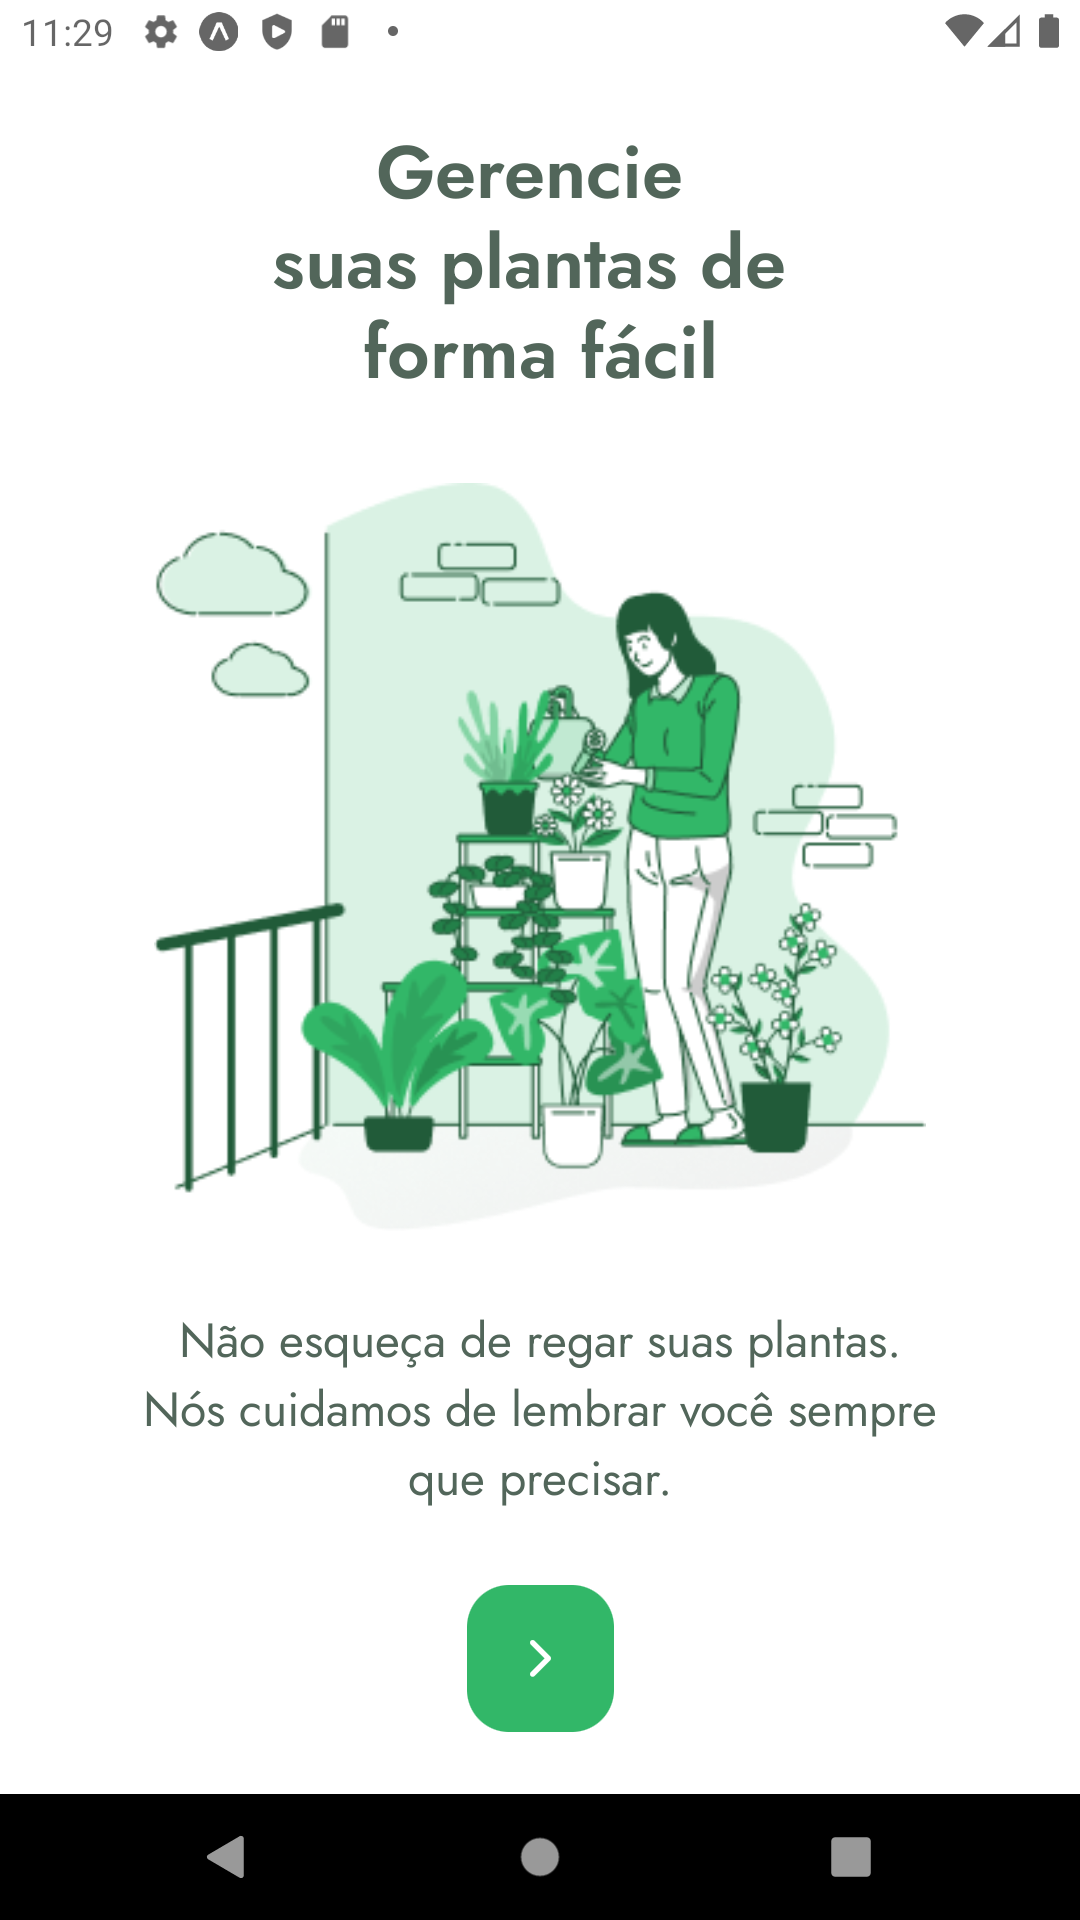 11:29
Gerencie
suas plantas de
forma fácil
Não esqueça de regar suas plantas.
Nós cuidamos de lembrar você sempre
que precisar.